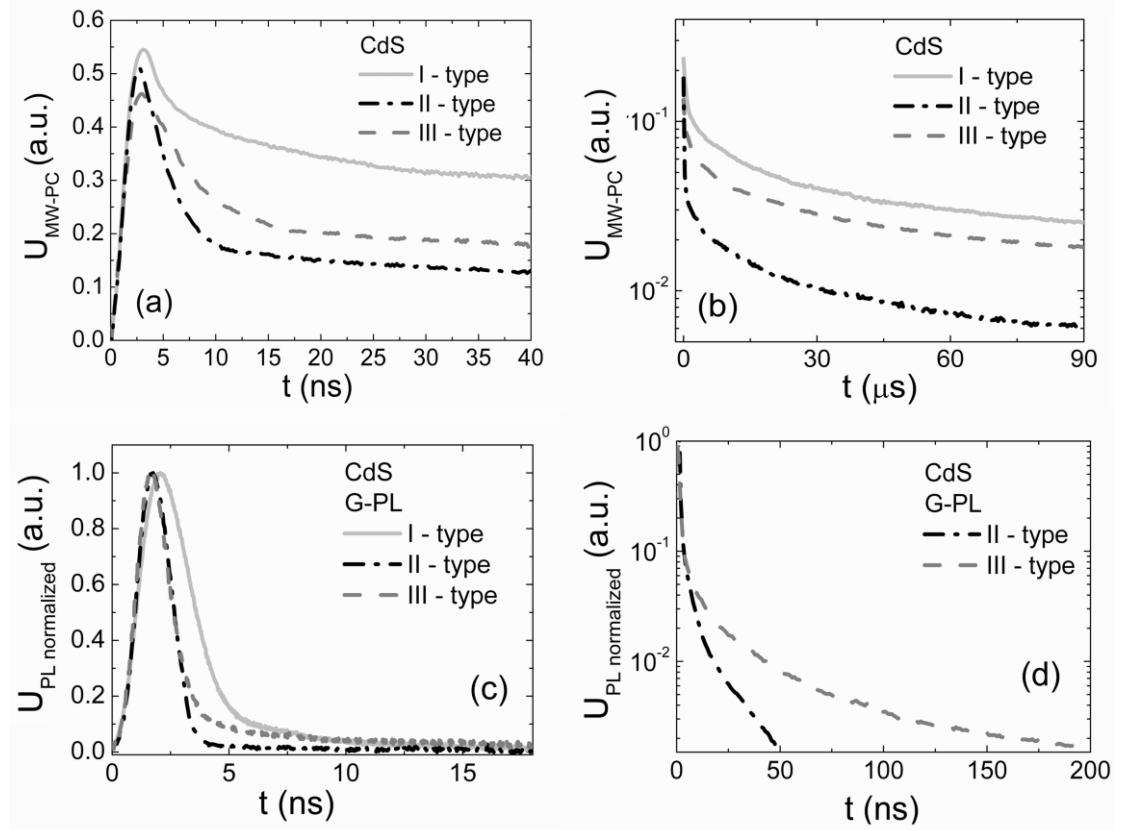 0.6
0.5
0.4
0.3
0.2
0.1
0.0
U MW-PC (a.u.)
CdS
I - type
II - type
III - type
(a)
0 5 10 15 20 25 30 35 40
t (ns)
10^-1
10^-2
U MW-PC (a.u.)
CdS
I - type
II - type
III - type
(b)
0 30 60 90
t (μs)
1.0
0.8
0.6
0.4
0.2
0.0
U PL normalized (a.u.)
CdS
G-PL
I - type
II - type
III - type
(c)
0 5 10 15
t (ns)
10^0
10^-1
10^-2
U PL normalized (a.u.)
CdS
G-PL
II - type
III - type
(d)
0 50 100 150 200
t (ns)